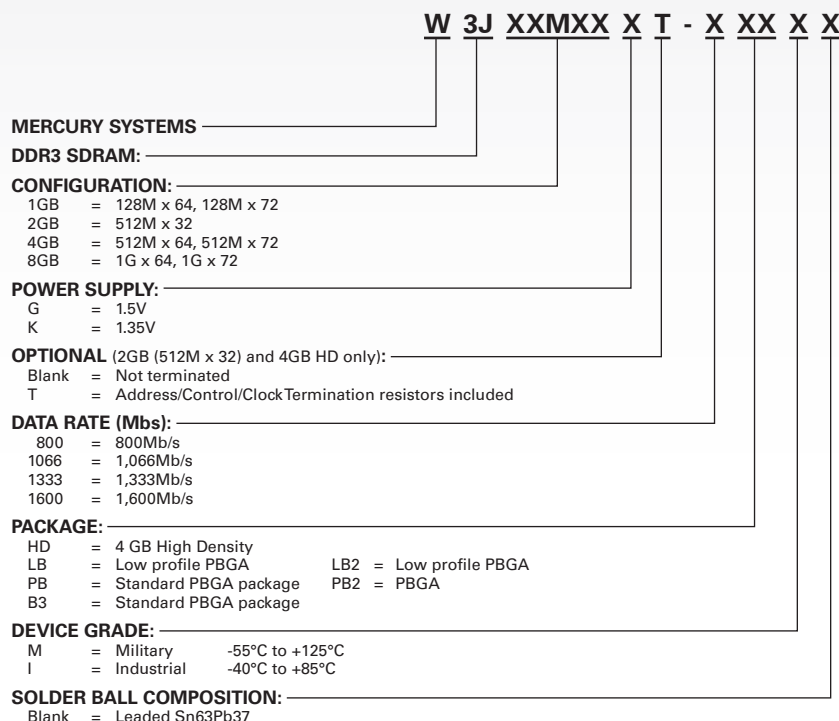 W 3J XXMXX X T - X XX X X
MERCURY SYSTEMS
DDR3 SDRAM:
CONFIGURATION:
1GB = 128M x 64, 128M x 72
2GB = 512M x 32
4GB = 512M x 64, 512M x 72
8GB = 1G x 64, 1G x 72
POWER SUPPLY:
G = 1.5V
K = 1.35V
OPTIONAL (2GB (512M x 32) and 4GB HD only):
Blank = Not terminated
T = Address/Control/Clock Termination resistors included
DATA RATE (Mbs):
800 = 800Mb/s
1066 = 1,066Mb/s
1333 = 1,333Mb/s
1600 = 1,600Mb/s
PACKAGE:
HD = 4 GB High Density
LB = Low profile PBGA LB2 = Low profile PBGA
PB = Standard PBGA package PB2 = PBGA
B3 = Standard PBGA package
DEVICE GRADE:
M = Military -55°C to +125°C
I = Industrial -40°C to +85°C
SOLDER BALL COMPOSITION:
Blank = Leaded Sn63Pb37